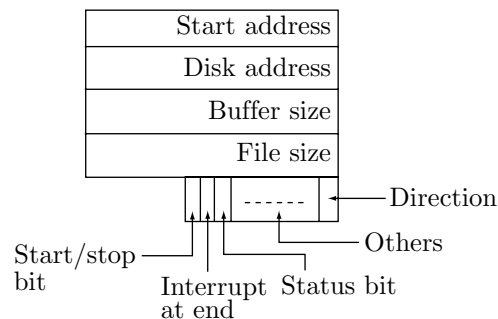 Start address
Disk address
Buffer size
File size
Direction
Others
Start/stop
bit
Interrupt
at end
Status bit